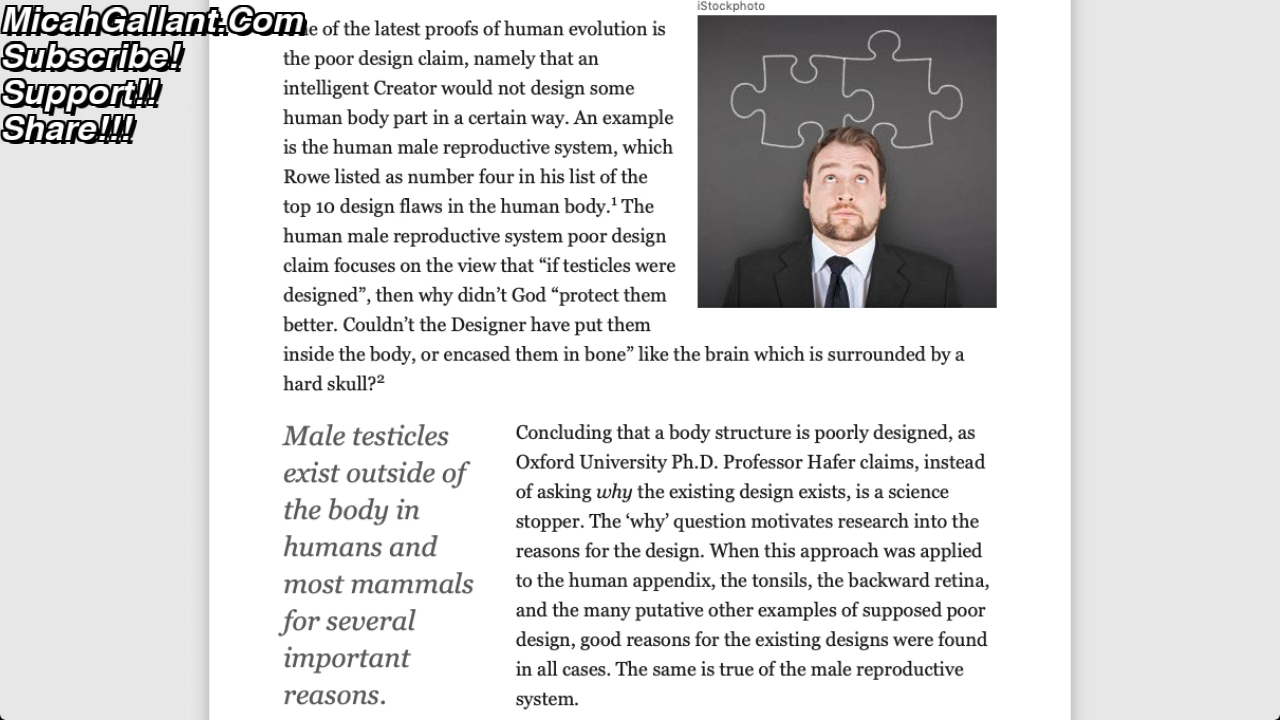 MicahGallant.Com
Subscribe!
Support!!
Share!!!
iStockphoto
of the latest proofs of human evolution is
the poor design claim, namely that an
intelligent Creator would not design some
human body part in a certain way. An example
is the human male reproductive system, which
Rowe listed as number four in his list of the
top 10 design flaws in the human body.¹ The
human male reproductive system poor design
claim focuses on the view that “if testicles were
designed”, then why didn’t God “protect them
better. Couldn’t the Designer have put them
inside the body, or encased them in bone” like the brain which is surrounded by a
hard skull?²
Male testicles
exist outside of
the body in
humans and
most mammals
for several
important
reasons.
Concluding that a body structure is poorly designed, as
Oxford University Ph.D. Professor Hafer claims, instead
of asking why the existing design exists, is a science
stopper. The ‘why’ question motivates research into the
reasons for the design. When this approach was applied
to the human appendix, the tonsils, the backward retina,
and the many putative other examples of supposed poor
design, good reasons for the existing designs were found
in all cases. The same is true of the male reproductive
system.